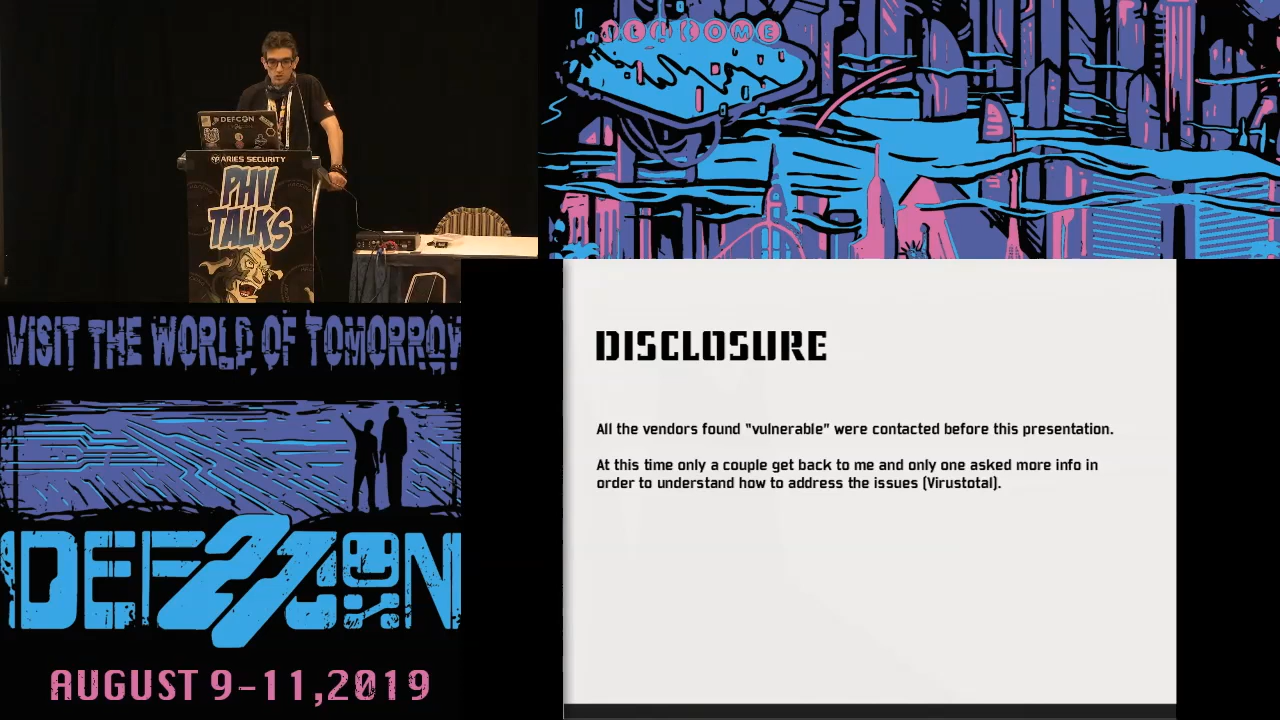 WELCOME
DEFCON
ARIES SECURITY
PHV
TALKS
VISIT THE WORLD OF TOMORROW
DEF27CON
AUGUST 9-11,2019
DISCLOSURE
All the vendors found “vulnerable” were contacted before this presentation.
At this time only a couple get back to me and only one asked more info in
order to understand how to address the issues (Virustotal).